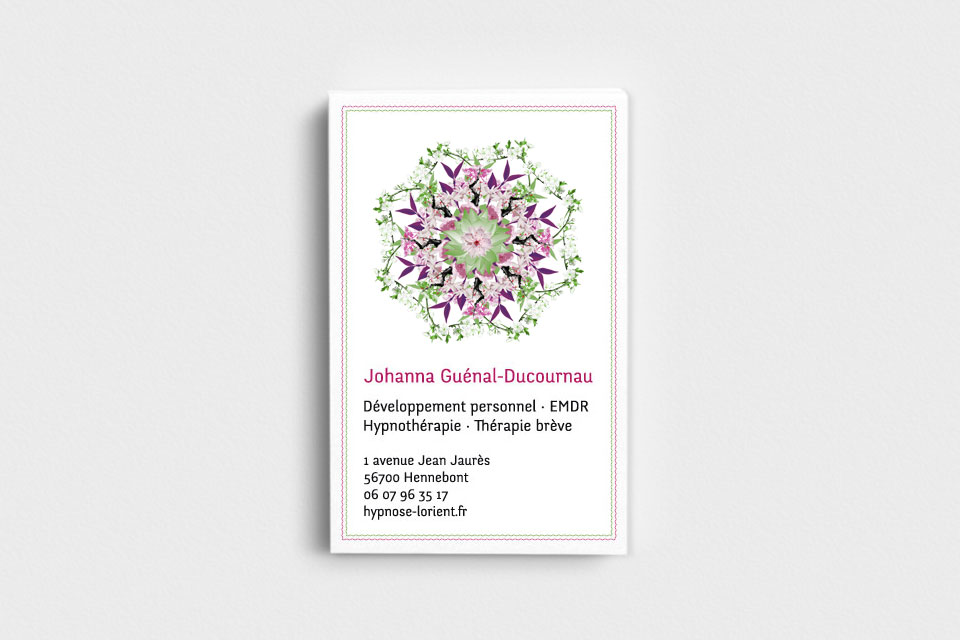 Johanna Guénal-Ducournau
Développement personnel · EMDR
Hypnothérapie · Thérapie brève
1 avenue Jean Jaurès
56700 Hennebont
06 07 96 35 17
hypnose-lorient.fr